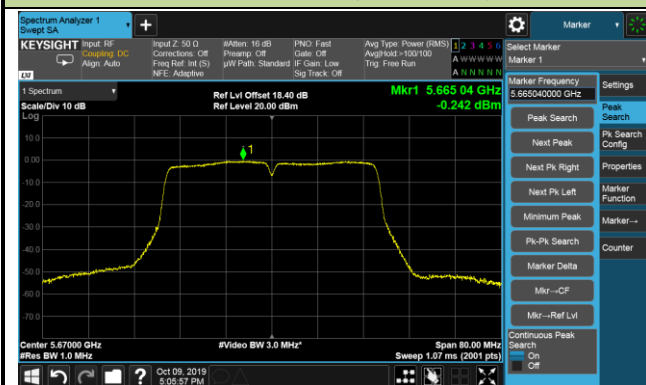 Spectrum Analyzer 1
Swept SA
+
Marker
KEYSIGHT
Input: RF
Coupling: DC
Align: Auto
Input Z: 50 Ω
Corrections: Off
Freq Ref: Int (S)
NFE: Adaptive
#Atten: 16 dB
Preamp: Off
µW Path: Standard
PNO: Fast
Gate: Off
IF Gain: Low
Sig Track: Off
Avg Type: Power (RMS)
Avg|Hold:>100/100
Trig: Free Run
1 2 3 4 5 6
A W W W W W
A N N N N N
LXI
Select Marker
Marker 1
1 Spectrum
Scale/Div 10 dB
Log
Ref Lvl Offset 18.40 dB
Ref Level 20.00 dBm
Mkr1 5.665 04 GHz
-0.242 dBm
10.0
0.00
-10.0
-20.0
-30.0
-40.0
-50.0
-60.0
-70.0
1
Center 5.67000 GHz
#Res BW 1.0 MHz
#Video BW 3.0 MHz*
Span 80.00 MHz
Sweep 1.07 ms (2001 pts)
Marker Frequency
5.665040000 GHz
Peak Search
Next Peak
Next Pk Right
Next Pk Left
Minimum Peak
Pk-Pk Search
Marker Delta
Mkr→CF
Mkr→Ref Lvl
Continuous Peak
Search
On
Off
Settings
Peak
Search
Pk Search
Config
Properties
Marker
Function
Marker→
Counter
?
Oct 09, 2019
5:05:57 PM